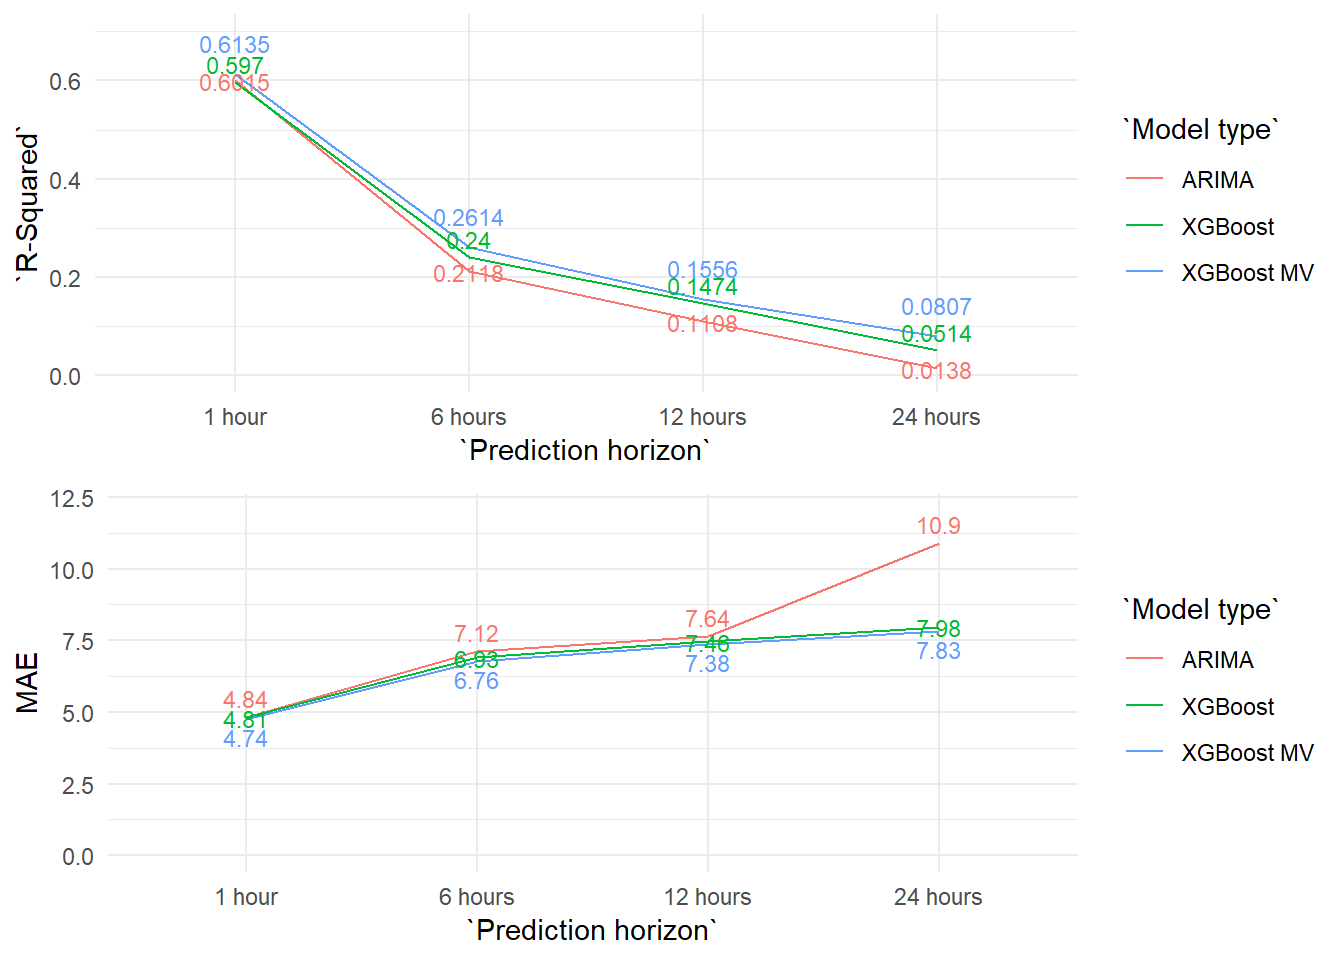 0.6135
0.597
0.6015
0.2614
0.24
0.2118
0.1556
0.1474
0.1108
0.0807
0.0514
0.0138
0.6
0.4
0.2
0.0
`R-Squared`
1 hour
6 hours
12 hours
24 hours
`Prediction horizon`
`Model type`
ARIMA
XGBoost
XGBoost MV
12.5
10.0
7.5
5.0
2.5
0.0
MAE
4.84
4.81
4.74
7.12
6.93
6.76
7.64
7.46
7.38
10.9
7.98
7.83
1 hour
6 hours
12 hours
24 hours
`Prediction horizon`
`Model type`
ARIMA
XGBoost
XGBoost MV